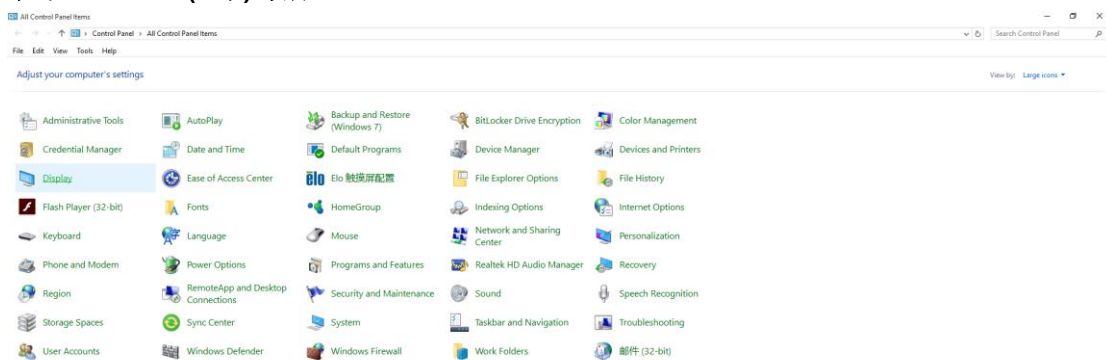 All Control Panel Items
Control Panel > All Control Panel Items
Search Control Panel
File Edit View Tools Help
Adjust your computer's settings
View by: Large icons
Administrative Tools
AutoPlay
Backup and Restore
(Windows 7)
BitLocker Drive Encryption
Color Management
Credential Manager
Date and Time
Default Programs
Device Manager
Devices and Printers
Display
Ease of Access Center
elo Elo 触摸屏配置
File Explorer Options
File History
Flash Player (32-bit)
Fonts
HomeGroup
Indexing Options
Internet Options
Keyboard
Language
Mouse
Network and Sharing
Center
Personalization
Phone and Modem
Power Options
Programs and Features
Realtek HD Audio Manager
Recovery
Region
RemoteApp and Desktop
Connections
Security and Maintenance
Sound
Speech Recognition
Storage Spaces
Sync Center
System
Taskbar and Navigation
Troubleshooting
User Accounts
Windows Defender
Windows Firewall
Work Folders
邮件 (32-bit)